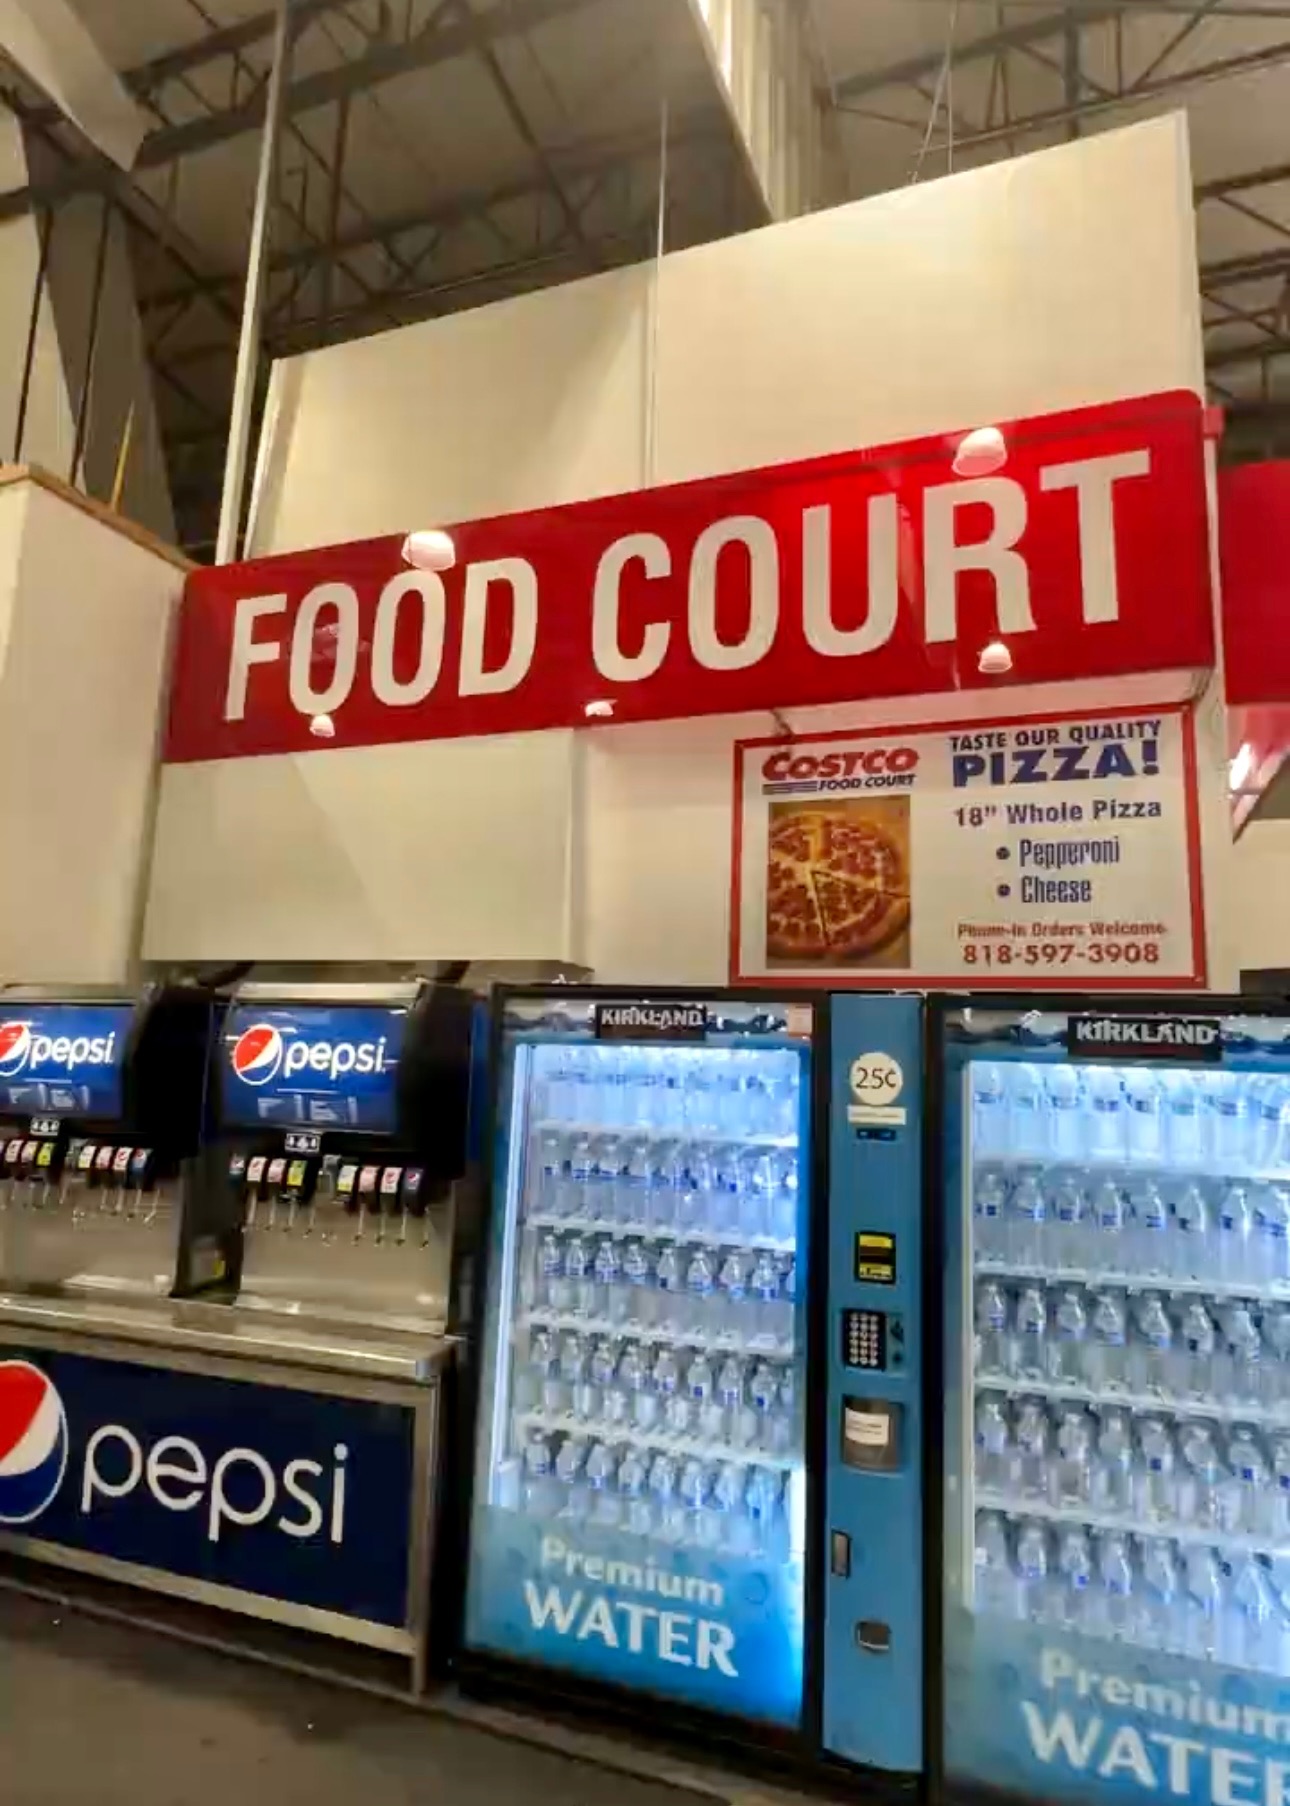 FOOD COURT
COSTCO
FOOD COURT
TASTE OUR QUALITY
PIZZA!
18" Whole Pizza
• Pepperoni
• Cheese
Phone-In Orders Welcome
818-597-3908
pepsi
pepsi
KIRKLAND
25¢
KIRKLAND
pepsi
Premium
WATER
Premium
WATER